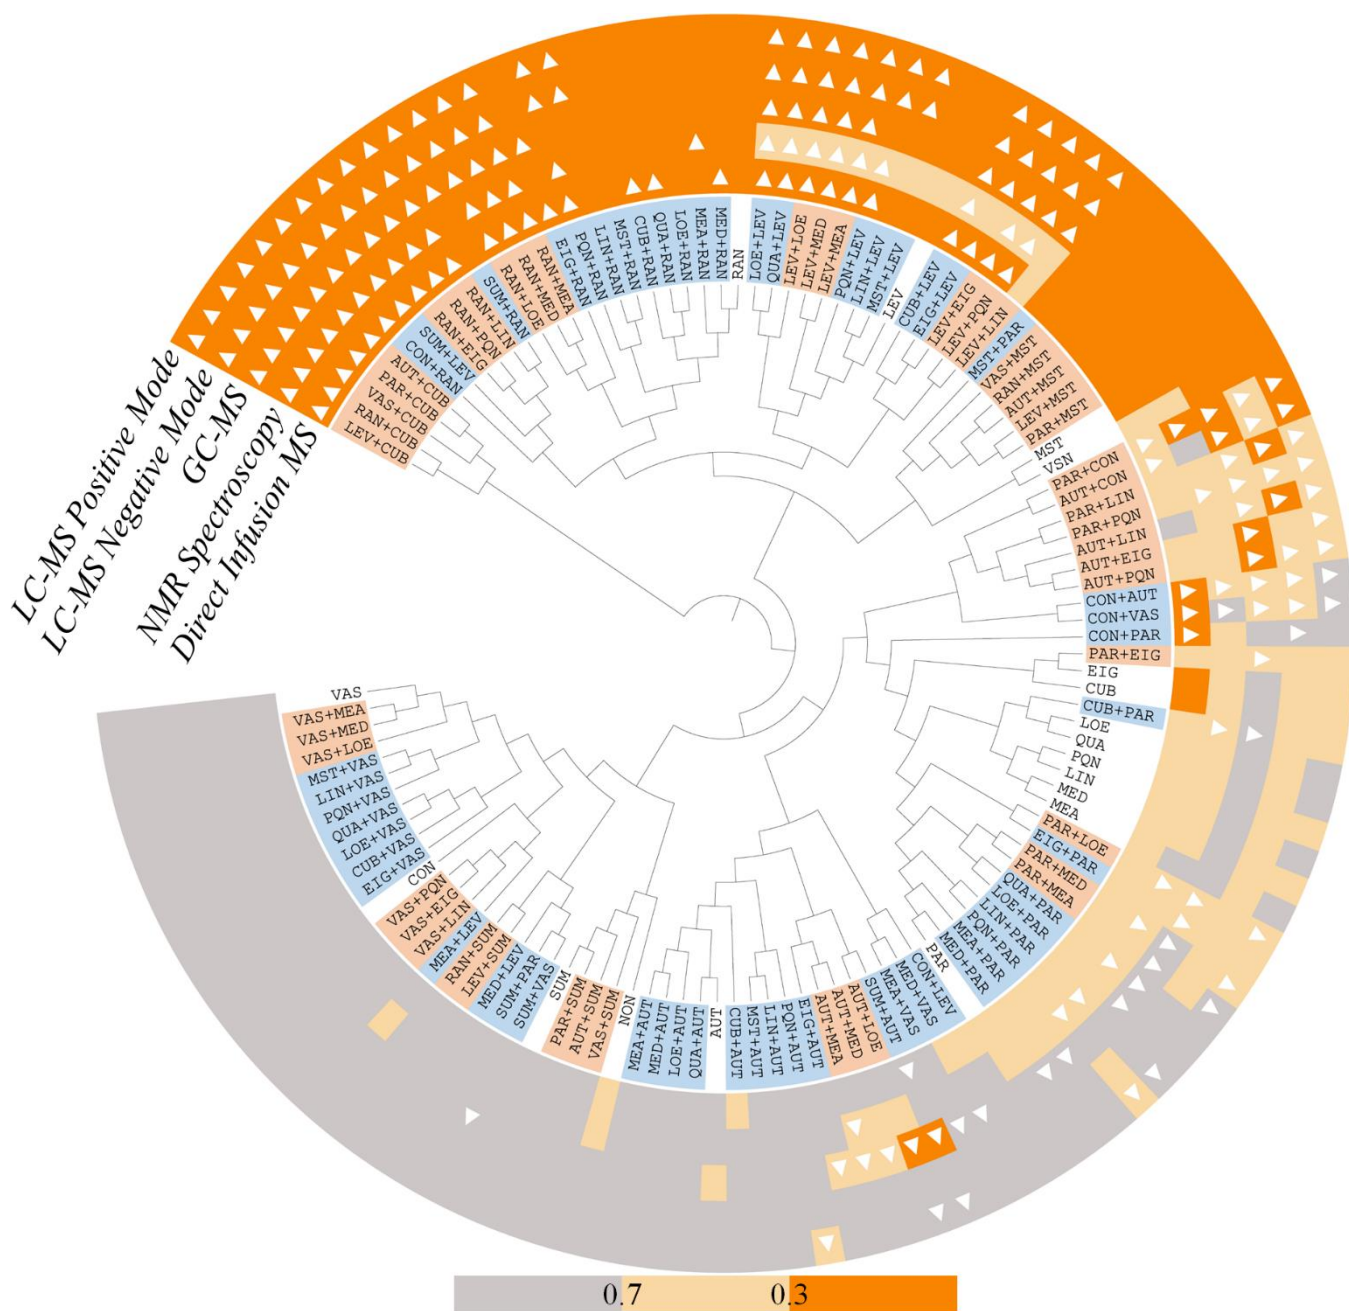 LC-MS Positive Mode
LC-MS Negative Mode
GC-MS
NMR Spectroscopy
Direct Infusion MS
LEV+CUB
RAN+CUB
VAS+CUB
PAR+CUB
AUT+CUB
CON+RAN
SUM+LEV
RAN+EIG
RAN+PQN
RAN+LIN
SUM+RAN
RAN+LOE
RAN+MED
RAN+MEA
EIG+RAN
PQN+RAN
LIN+RAN
MST+RAN
CUB+RAN
QUA+RAN
LOE+RAN
MEA+RAN
MED+RAN
RAN
LOE+LEV
QUA+LEV
LEV+LOE
LEV+MED
LEV+MEA
PQN+LEV
LIN+LEV
MST+LEV
LEV
CUB+LEV
EIG+LEV
LEV+EIG
LEV+PQN
LEV+LIN
MST+PAR
VAS+MST
RAN+MST
AUT+MST
LEV+MST
PAR+MST
MST
VSN
PAR+CON
AUT+CON
PAR+LIN
PAR+PQN
AUT+LIN
AUT+EIG
AUT+PQN
CON+AUT
CON+VAS
CON+PAR
PAR+EIG
EIG
CUB
CUB+PAR
LOE
QUA
PQN
LIN
MED
MEA
PAR+LOE
EIG+PAR
PAR+MED
PAR+MEA
QUA+PAR
LOE+PAR
LIN+PAR
PQN+PAR
MEA+PAR
MED+PAR
PAR
CON+LEV
MED+VAS
MEA+VAS
SUM+AUT
AUT+LOE
AUT+MED
AUT+MEA
EIG+AUT
PQN+AUT
LIN+AUT
MST+AUT
CUB+AUT
AUT
QUA+AUT
LOE+AUT
MED+AUT
MEA+AUT
NON
VAS+SUM
AUT+SUM
PAR+SUM
SUM
SUM+VAS
SUM+PAR
MED+LEV
LEV+SUM
RAN+SUM
MEA+LEV
VAS+LIN
VAS+EIG
VAS+PQN
CON
EIG+VAS
CUB+VAS
LOE+VAS
QUA+VAS
PQN+VAS
LIN+VAS
MST+VAS
VAS+LOE
VAS+MED
VAS+MEA
VAS
0.7
0.3